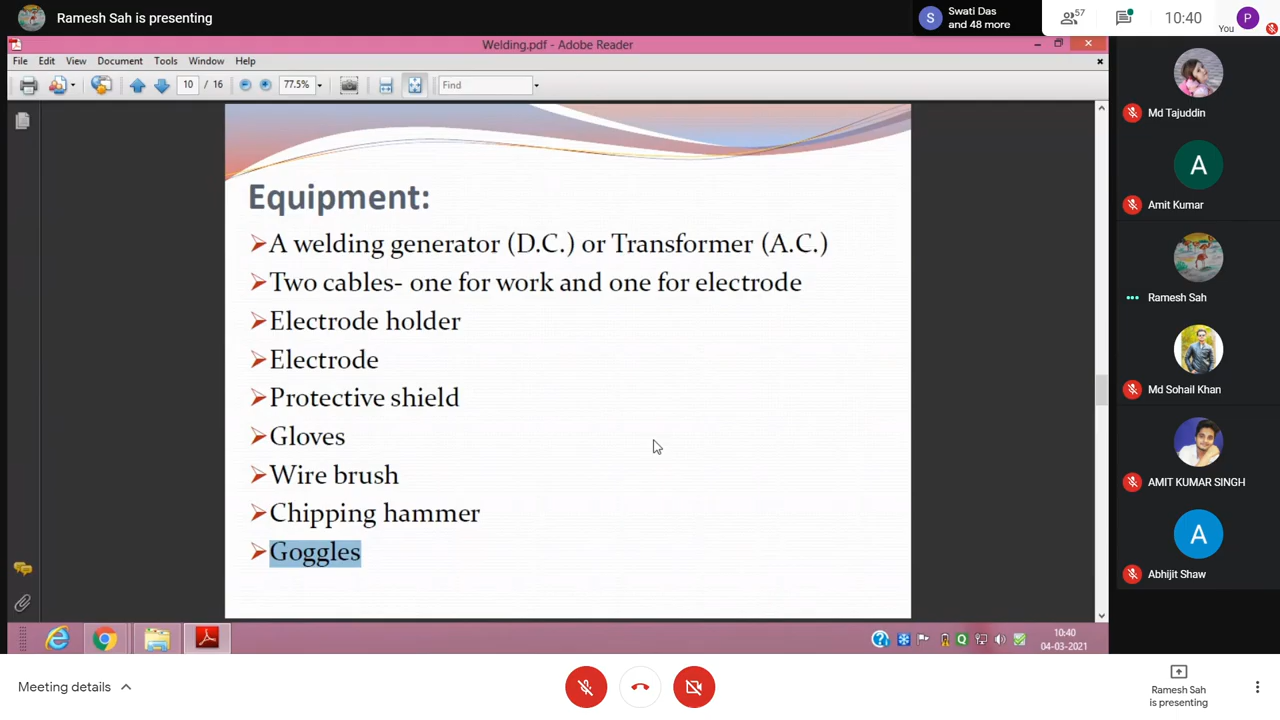 Ramesh Sah is presenting
S
Swati Das
and 48 more
57
10:40
You
P
Welding.pdf - Adobe Reader
File Edit View Document Tools Window Help
10 / 16
77.5%
Find
Equipment:
A welding generator (D.C.) or Transformer (A.C.)
Two cables- one for work and one for electrode
Electrode holder
Electrode
Protective shield
Gloves
Wire brush
Chipping hammer
Goggles
10:40
04-03-2021
Md Tajuddin
A
Amit Kumar
Ramesh Sah
Md Sohail Khan
AMIT KUMAR SINGH
A
Abhijit Shaw
Meeting details
Ramesh Sah
is presenting